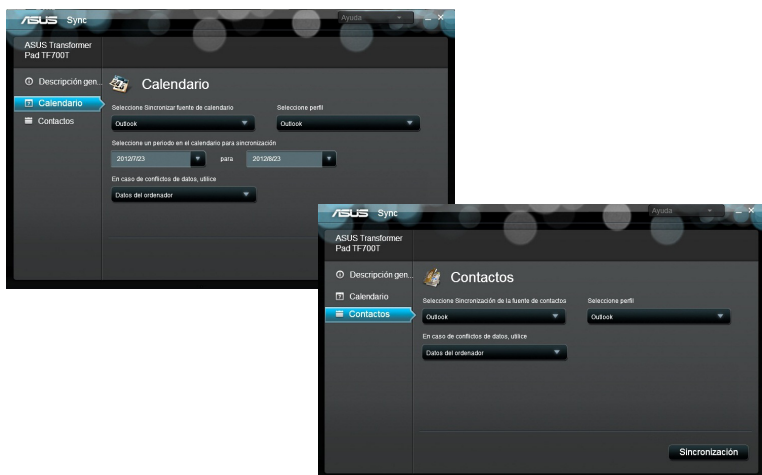 ASUS Sync
Ayuda
ASUS Transformer
Pad TF700T
Descripción gen...
Calendario
Contactos
Calendario
Seleccione Sincronizar fuente de calendario
Seleccione perfil
Outlook
Outlook
Seleccione un periodo en el calendario para sincronización
2012/7/23
para
2012/8/23
En caso de conflictos de datos, utilice
Datos del ordenador
ASUS Sync
Ayuda
ASUS Transformer
Pad TF700T
Descripción gen...
Calendario
Contactos
Contactos
Seleccione Sincronización de la fuente de contactos
Seleccione perfil
Outlook
Outlook
En caso de conflictos de datos, utilice
Datos del ordenador
Sincronización